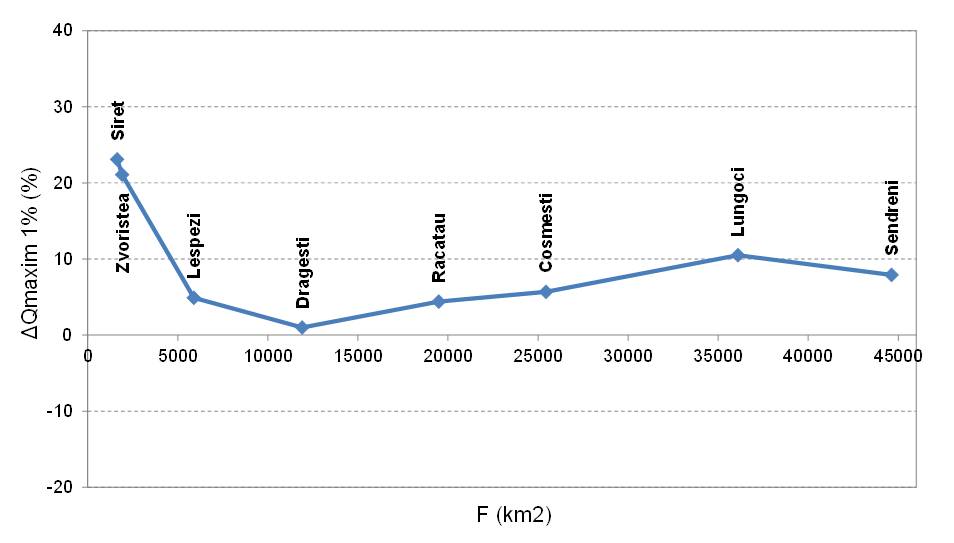 40
30
20
10
0
-10
-20
ΔQmaxim 1% (%)
Siret
Zvoristea
Lespezi
Dragesti
Racatau
Cosmesti
Lungoci
Sendreni
0 5000 10000 15000 20000 25000 30000 35000 40000 45000
F (km2)